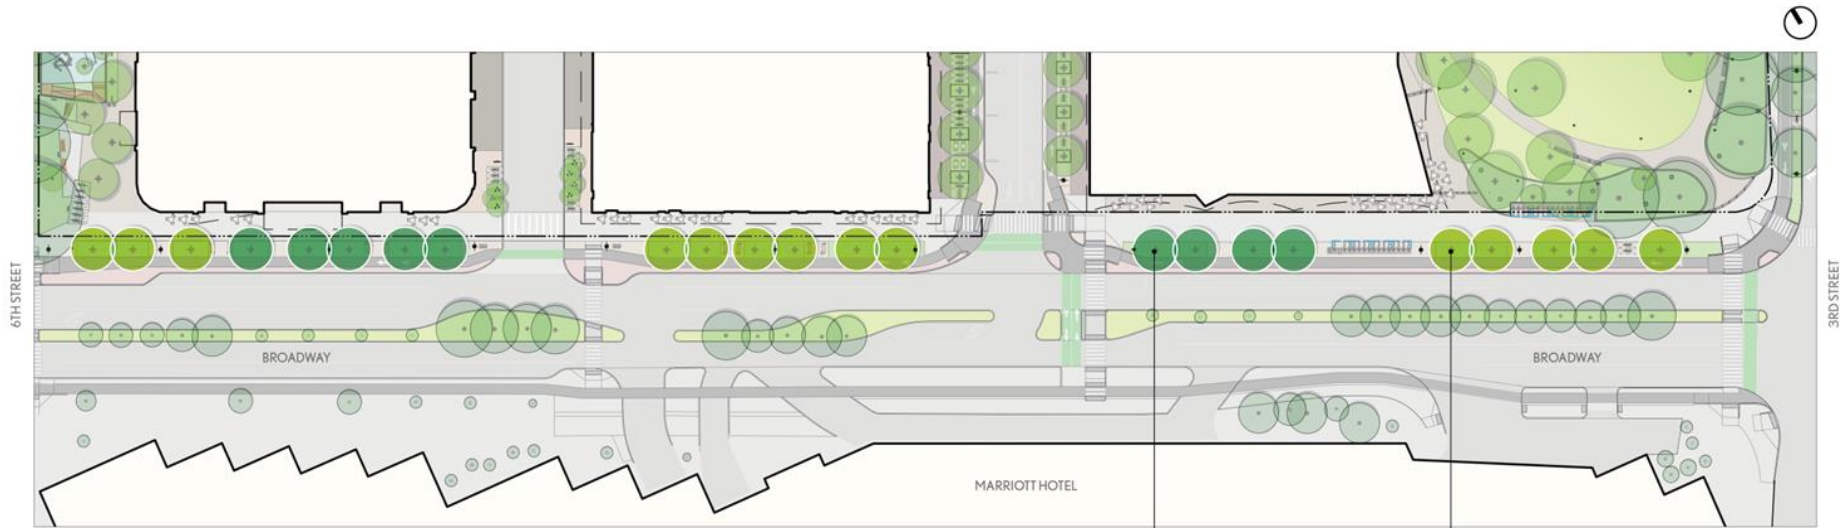 6TH STREET
BROADWAY
BROADWAY
3RD STREET
MARRIOTT HOTEL